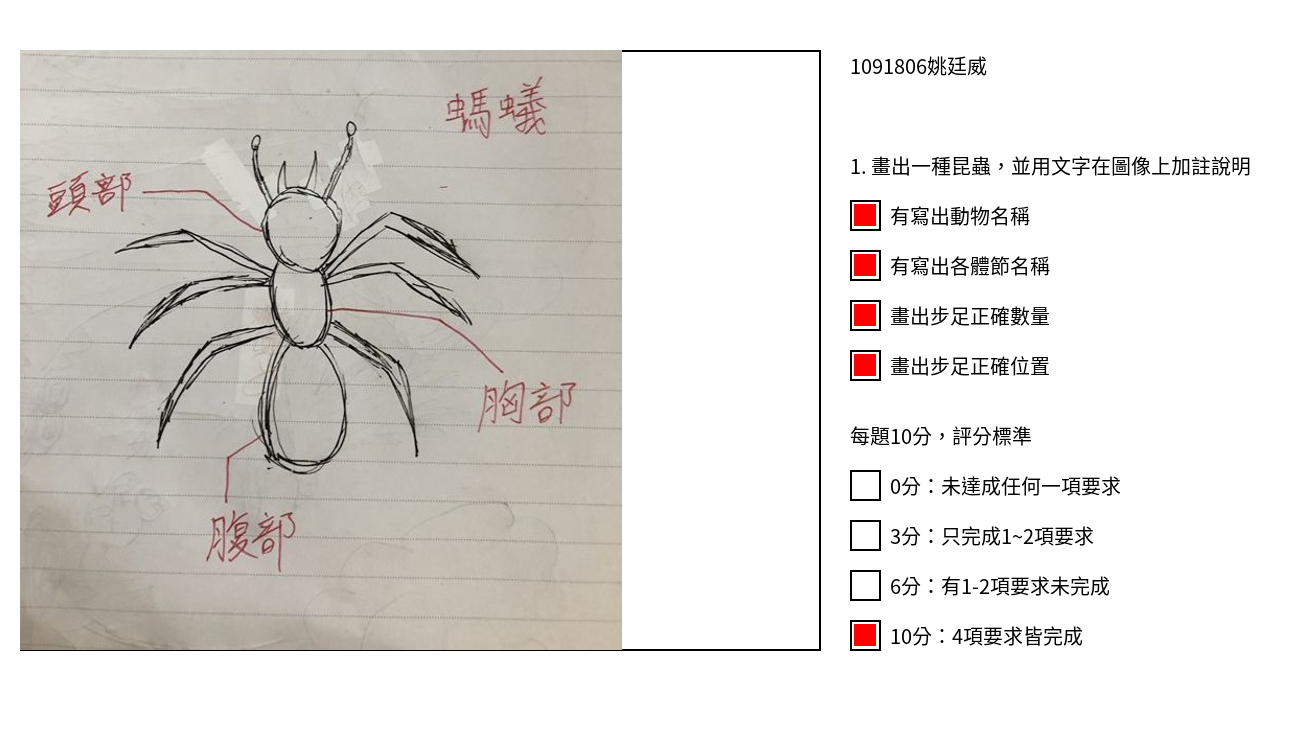 螞蟻
頭部
胸部
腹部
1091806姚廷威
1. 畫出一種昆蟲，並用文字在圖像上加註說明
有寫出動物名稱
有寫出各體節名稱
畫出步足正確數量
畫出步足正確位置
每題10分，評分標準
0分：未達成任何一項要求
3分：只完成1~2項要求
6分：有1-2項要求未完成
10分：4項要求皆完成